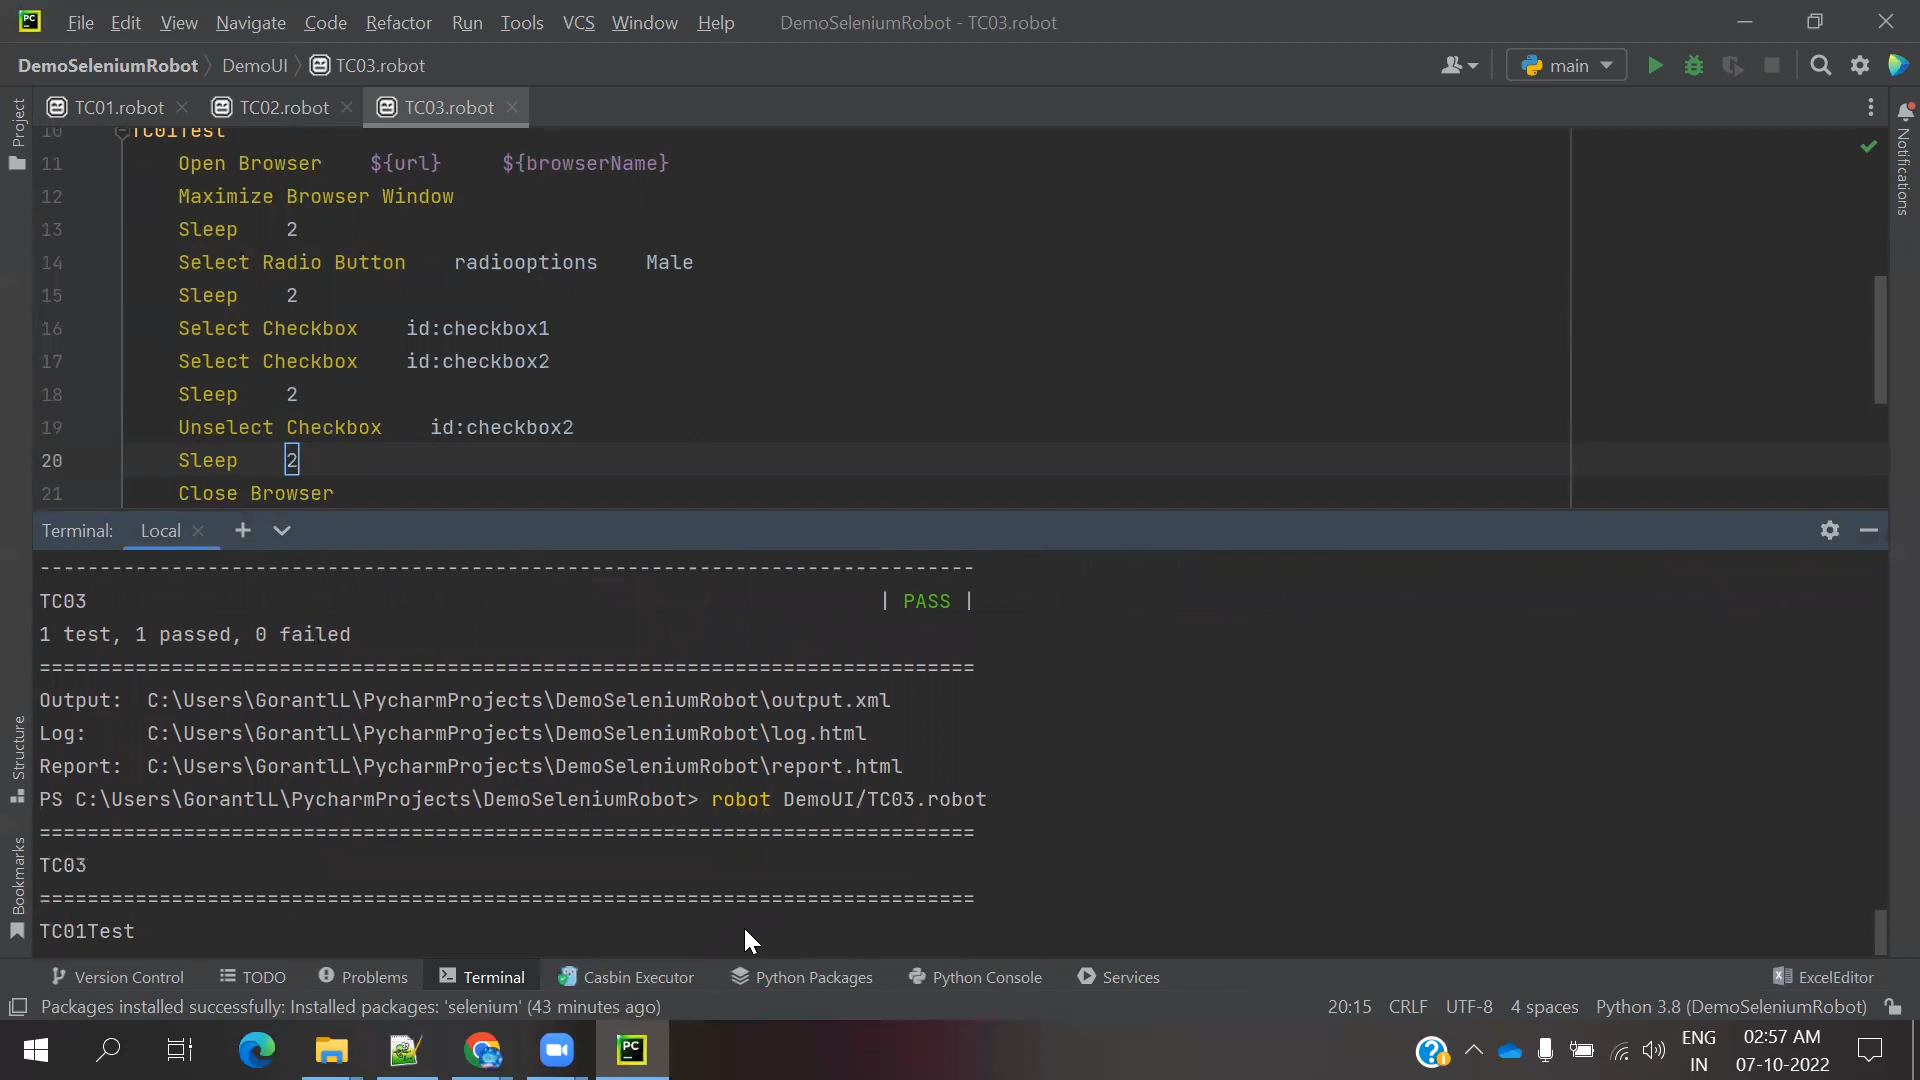 PC File Edit View Navigate Code Refactor Run Tools VCS Window Help DemoSeleniumRobot - TC03.robot
DemoSeleniumRobot DemoUI TC03.robot main
TC01.robot TC02.robot TC03.robot
Project
Notifications
10 TC01Test
11 Open Browser ${url} ${browserName}
12 Maximize Browser Window
13 Sleep 2
14 Select Radio Button radiooptions Male
15 Sleep 2
16 Select Checkbox id:checkbox1
17 Select Checkbox id:checkbox2
18 Sleep 2
19 Unselect Checkbox id:checkbox2
20 Sleep 2
21 Close Browser
Terminal: Local
------------------------------------------------------------------------------
TC03 | PASS |
1 test, 1 passed, 0 failed
==============================================================================
Output: C:\Users\GorantlL\PycharmProjects\DemoSeleniumRobot\output.xml
Log: C:\Users\GorantlL\PycharmProjects\DemoSeleniumRobot\log.html
Report: C:\Users\GorantlL\PycharmProjects\DemoSeleniumRobot\report.html
PS C:\Users\GorantlL\PycharmProjects\DemoSeleniumRobot> robot DemoUI/TC03.robot
==============================================================================
TC03
==============================================================================
TC01Test
Structure
Bookmarks
Version Control TODO Problems Terminal Casbin Executor Python Packages Python Console Services ExcelEditor
Packages installed successfully: Installed packages: 'selenium' (43 minutes ago) 20:15 CRLF UTF-8 4 spaces Python 3.8 (DemoSeleniumRobot)
PC
ENG 02:57 AM
IN 07-10-2022